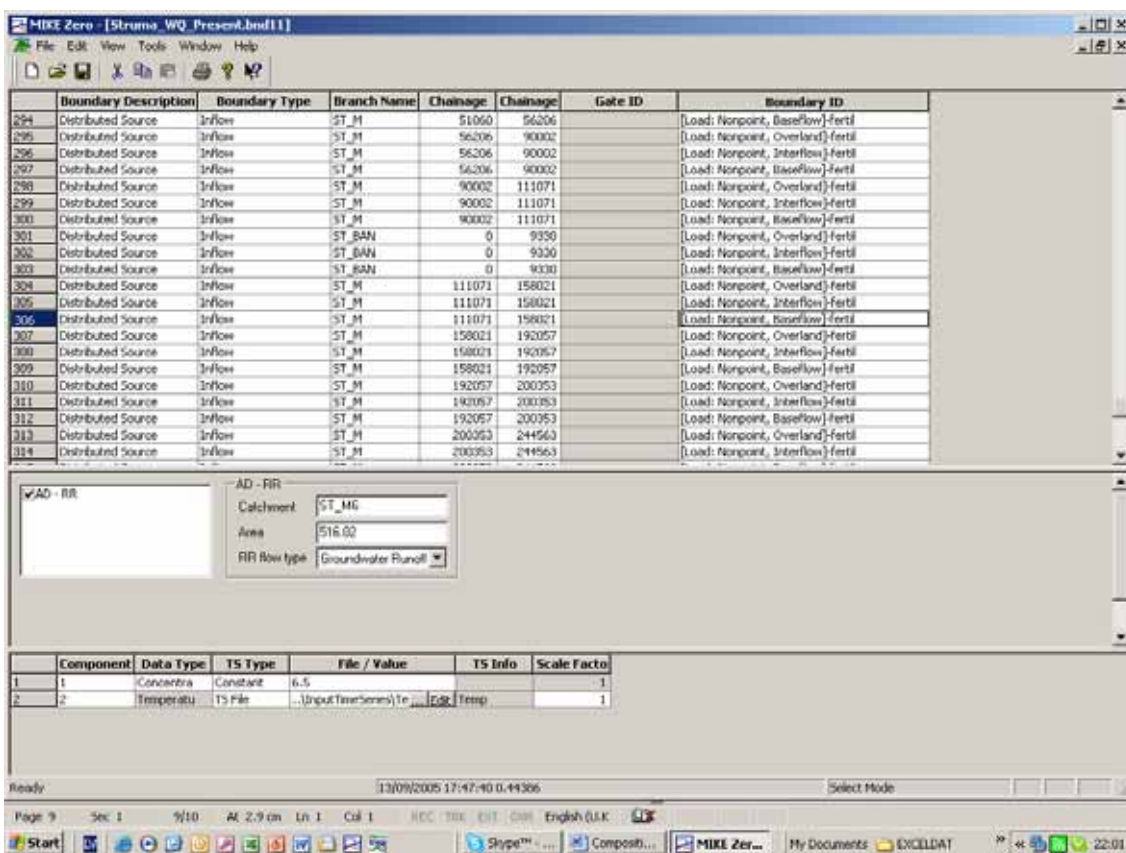 MIKE Zero - [Struma_WQ_Present.bnd11]
File Edit View Tools Window Help
Boundary Description Boundary Type Branch Name Chainage Chainage Gate ID Boundary ID
294 Distributed Source Inflow ST_M 51060 56206 [Load: Nonpoint, Baseflow]-fertil
295 Distributed Source Inflow ST_M 56206 90002 [Load: Nonpoint, Overland]-fertil
296 Distributed Source Inflow ST_M 56206 90002 [Load: Nonpoint, Interflow]-fertil
297 Distributed Source Inflow ST_M 56206 90002 [Load: Nonpoint, Baseflow]-fertil
298 Distributed Source Inflow ST_M 90002 111071 [Load: Nonpoint, Overland]-fertil
299 Distributed Source Inflow ST_M 90002 111071 [Load: Nonpoint, Interflow]-fertil
300 Distributed Source Inflow ST_M 90002 111071 [Load: Nonpoint, Baseflow]-fertil
301 Distributed Source Inflow ST_BAN 0 9330 [Load: Nonpoint, Overland]-fertil
302 Distributed Source Inflow ST_BAN 0 9330 [Load: Nonpoint, Interflow]-fertil
303 Distributed Source Inflow ST_BAN 0 9330 [Load: Nonpoint, Baseflow]-fertil
304 Distributed Source Inflow ST_M 111071 158021 [Load: Nonpoint, Overland]-fertil
305 Distributed Source Inflow ST_M 111071 158021 [Load: Nonpoint, Interflow]-fertil
306 Distributed Source Inflow ST_M 111071 158021 [Load: Nonpoint, Baseflow]-fertil
307 Distributed Source Inflow ST_M 158021 192057 [Load: Nonpoint, Overland]-fertil
308 Distributed Source Inflow ST_M 158021 192057 [Load: Nonpoint, Interflow]-fertil
309 Distributed Source Inflow ST_M 158021 192057 [Load: Nonpoint, Baseflow]-fertil
310 Distributed Source Inflow ST_M 192057 200353 [Load: Nonpoint, Overland]-fertil
311 Distributed Source Inflow ST_M 192057 200353 [Load: Nonpoint, Interflow]-fertil
312 Distributed Source Inflow ST_M 192057 200353 [Load: Nonpoint, Baseflow]-fertil
313 Distributed Source Inflow ST_M 200353 244563 [Load: Nonpoint, Overland]-fertil
314 Distributed Source Inflow ST_M 200353 244563 [Load: Nonpoint, Interflow]-fertil
AD - RR
AD - RR
Catchment ST_M6
Area 516.02
RR flow type Groundwater Runoff
Component Data Type TS Type File / Value TS Info Scale Facto
1 1 Concentra Constant 6.5 1
2 2 Temperatu TS File ..\InputTimeSeries\Te ... Edit Temp 1
Ready 13/09/2005 17:47:40 0.44386 Select Mode
Page 9 Sec 1 9/10 At 2.9 cm Ln 1 Col 1 REC TRK EXT OVR English (U.K
Start Skype™ - ... Compositi... MIKE Zer... My Documents EXCELDAT » « 22:01